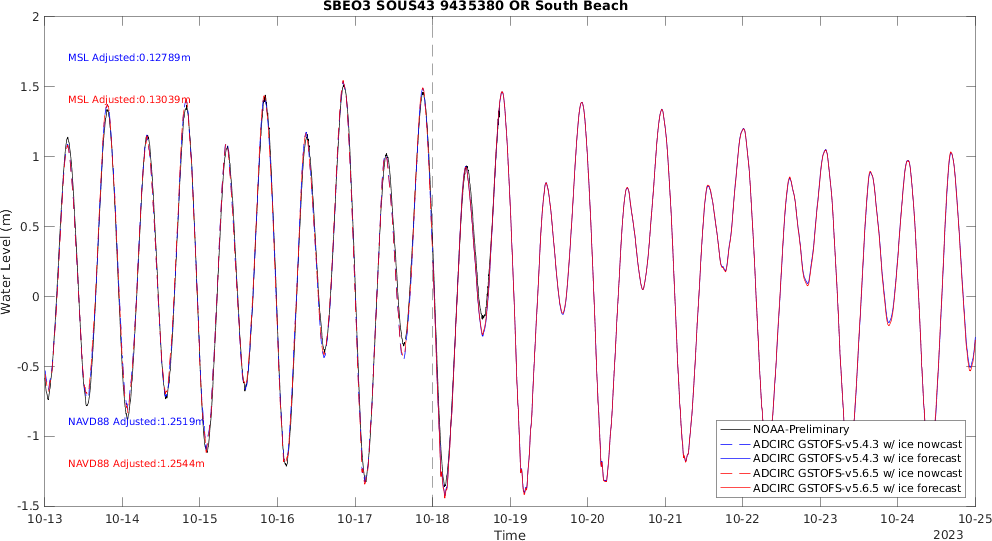 SBEO3 SOUS43 9435380 OR South Beach
2
1.5
1
0.5
0
-0.5
-1
-1.5
Water Level (m)
MSL Adjusted:0.12789m
MSL Adjusted:0.13039m
NAVD88 Adjusted:1.2519m
NAVD88 Adjusted:1.2544m
NOAA-Preliminary
ADCIRC GSTOFS-v5.4.3 w/ ice nowcast
ADCIRC GSTOFS-v5.4.3 w/ ice forecast
ADCIRC GSTOFS-v5.6.5 w/ ice nowcast
ADCIRC GSTOFS-v5.6.5 w/ ice forecast
10-13 10-14 10-15 10-16 10-17 10-18 10-19 10-20 10-21 10-22 10-23 10-24 10-25
Time
2023